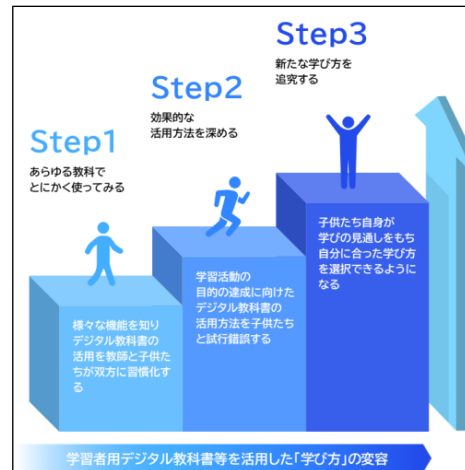 Step1
あらゆる教科で
とにかく使ってみる
様々な機能を知り
デジタル教科書の
活用を教師と子供た
ちが双方に習慣化す
る
Step2
効果的な
活用方法を深める
学習活動の
目的の達成に向けた
デジタル教科書の
活用方法を子供たち
と試行錯誤する
Step3
新たな学び方を
追究する
子供たち自身が
学びの見通しをもち
自分に合った学び方
を選択できるように
なる
学習者用デジタル教科書等を活用した「学び方」の変容